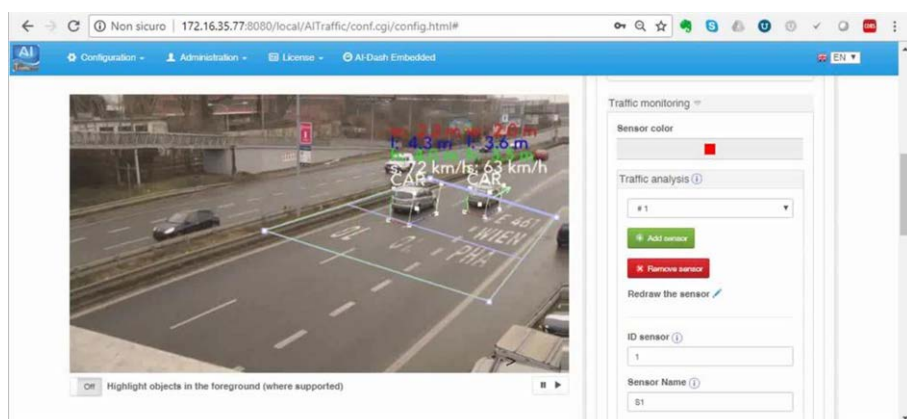 Non sicuro | 172.16.35.77:8080/local/AITraffic/conf.cgi/config.html#
AI
Configuration
Administration
License
AI-Dash Embedded
EN
Traffic monitoring
Sensor color
Traffic analysis
# 1
Add sensor
Remove sensor
Redraw the sensor
ID sensor
1
Sensor Name
S1
l: 4.3 m l: 3.6 m
s: 72 km/h s: 63 km/h
CAR CAR
E 461
WIEN
PHA
Off Highlight objects in the foreground (where supported)